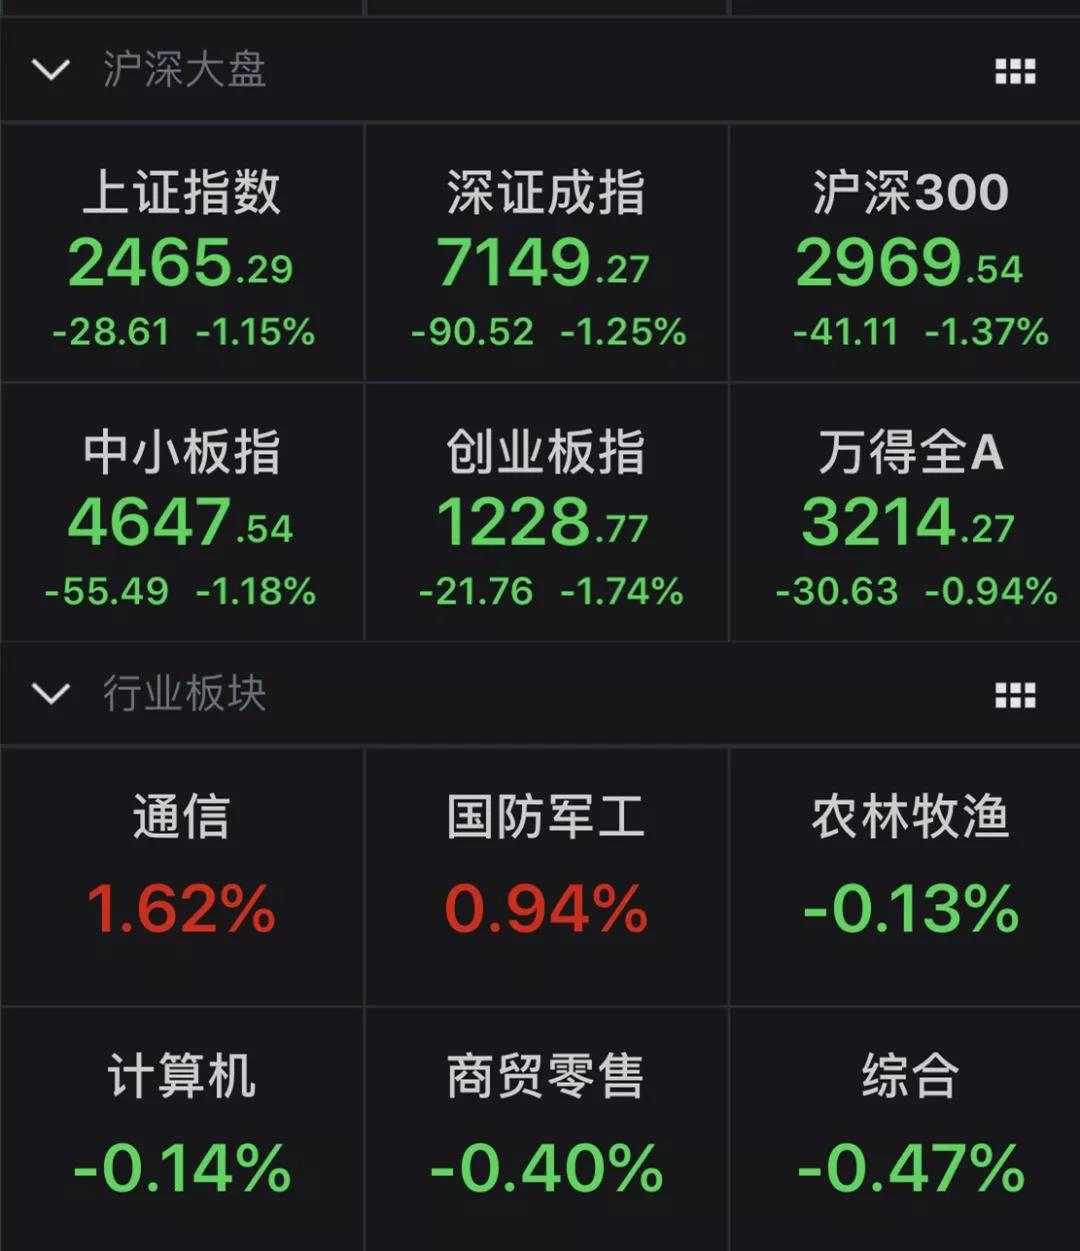 沪深大盘
上证指数 深证成指 沪深300
2465.29 7149.27 2969.54
-28.61 -1.15% -90.52 -1.25% -41.11 -1.37%
中小板指 创业板指 万得全A
4647.54 1228.77 3214.27
-55.49 -1.18% -21.76 -1.74% -30.63 -0.94%
行业板块
通信 国防军工 农林牧渔
1.62% 0.94% -0.13%
计算机 商贸零售 综合
-0.14% -0.40% -0.47%